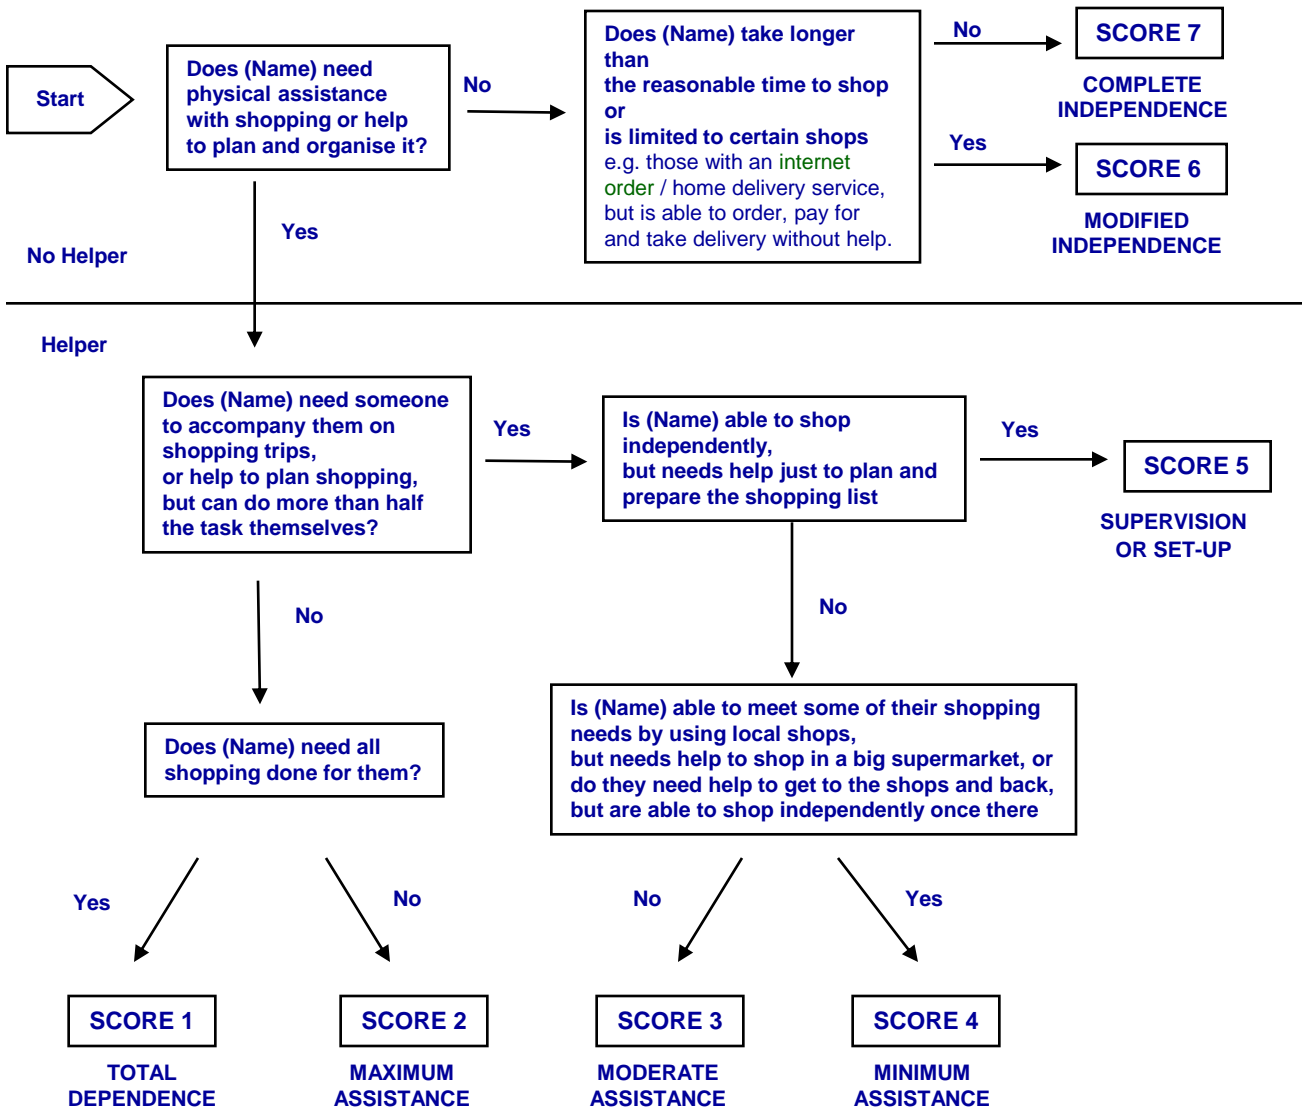 Start
Does (Name) need
physical assistance
with shopping or help
to plan and organise it?
No
Does (Name) take longer
than
the reasonable time to shop
or
is limited to certain shops
e.g. those with an internet
order / home delivery service,
but is able to order, pay for
and take delivery without help.
No
SCORE 7
COMPLETE
INDEPENDENCE
Yes
SCORE 6
MODIFIED
INDEPENDENCE
Yes
No Helper
Helper
Does (Name) need someone
to accompany them on
shopping trips,
or help to plan shopping,
but can do more than half
the task themselves?
Yes
Is (Name) able to shop
independently,
but needs help just to plan and
prepare the shopping list
Yes
SCORE 5
SUPERVISION
OR SET-UP
No
No
Does (Name) need all
shopping done for them?
Is (Name) able to meet some of their shopping
needs by using local shops,
but needs help to shop in a big supermarket, or
do they need help to get to the shops and back,
but are able to shop independently once there
Yes
No
No
Yes
SCORE 1
TOTAL
DEPENDENCE
SCORE 2
MAXIMUM
ASSISTANCE
SCORE 3
MODERATE
ASSISTANCE
SCORE 4
MINIMUM
ASSISTANCE